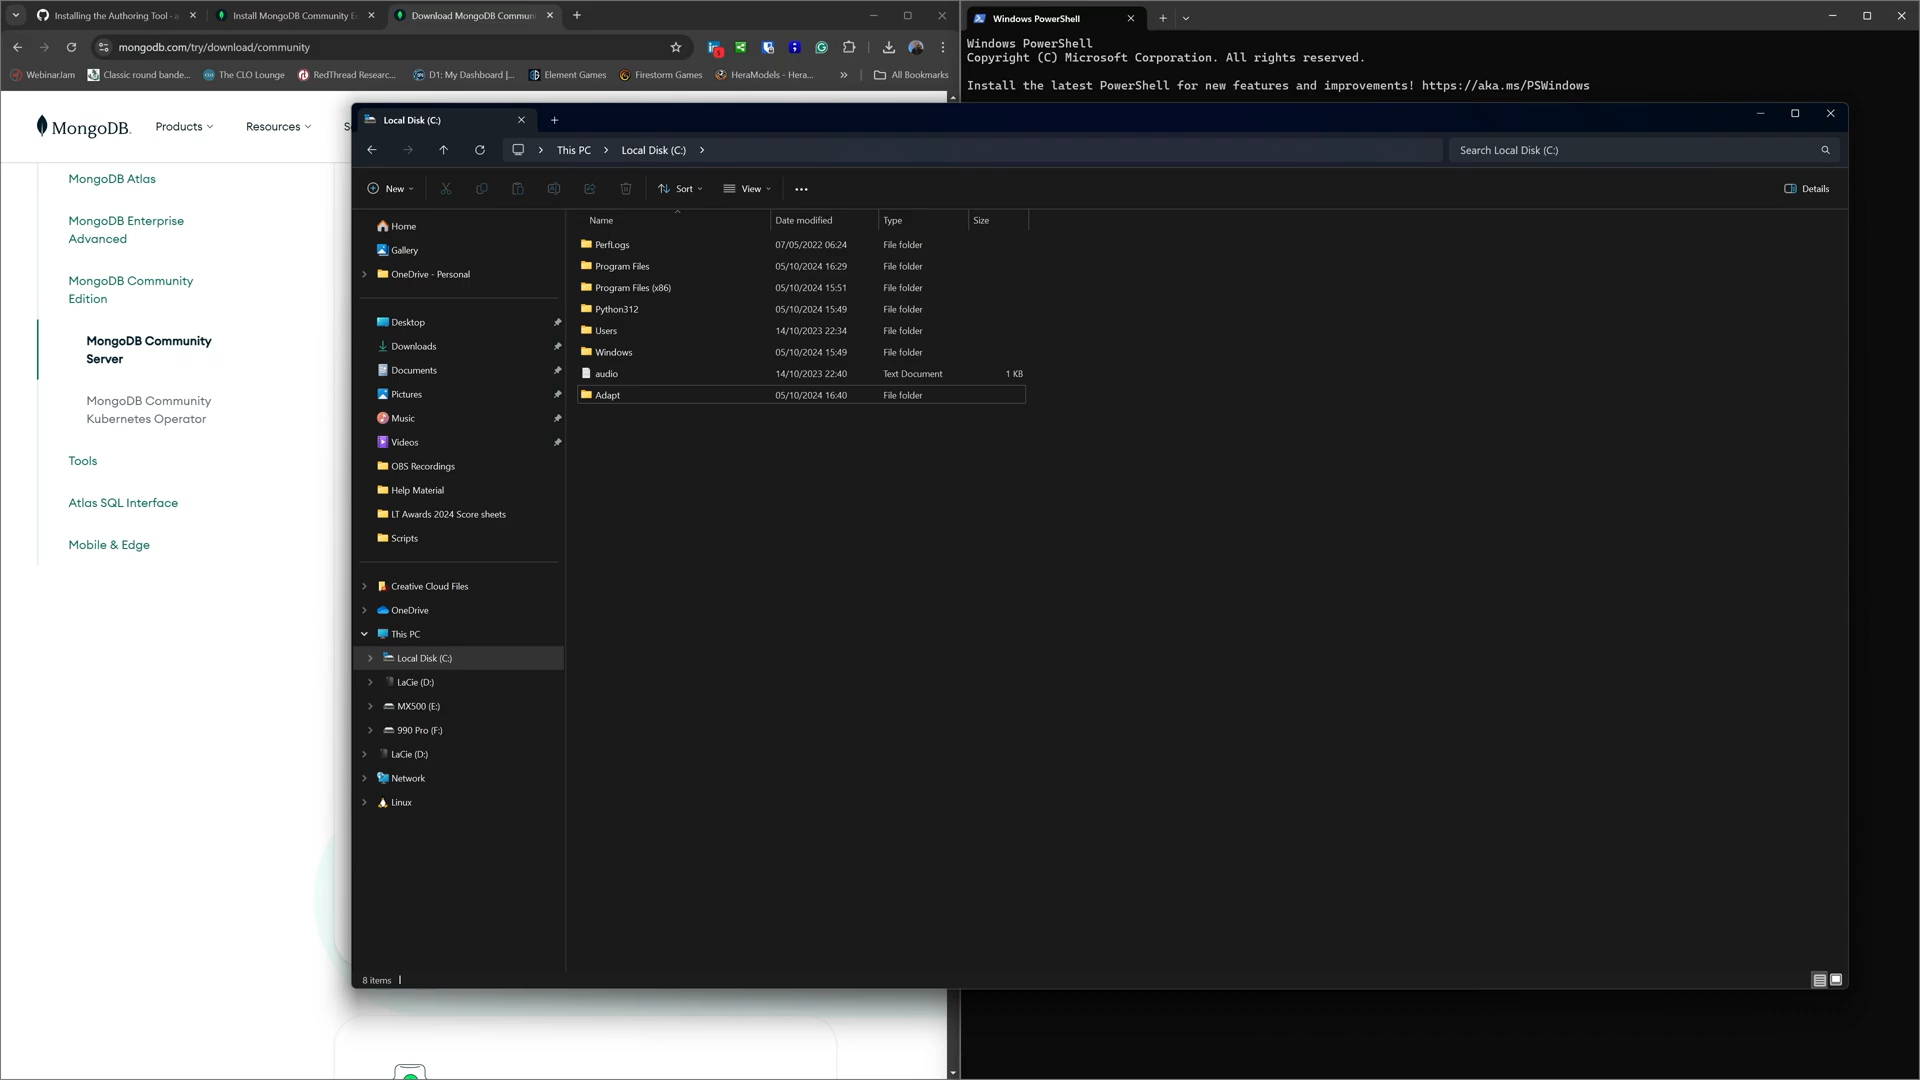 Installing the Authoring Tool - a
Install MongoDB Community E
Download MongoDB Commun
mongodb.com/try/download/community
5
WebinarJam
Classic round bande...
The CLO Lounge
RedThread Researc...
D1: My Dashboard |...
Element Games
Firestorm Games
HeraModels - Hera...
»
All Bookmarks
MongoDB.
Products
Resources
MongoDB Atlas
MongoDB Enterprise
Advanced
MongoDB Community
Edition
MongoDB Community
Server
MongoDB Community
Kubernetes Operator
Tools
Atlas SQL Interface
Mobile & Edge
Windows PowerShell
Windows PowerShell
Copyright (C) Microsoft Corporation. All rights reserved.
Install the latest PowerShell for new features and improvements! https://aka.ms/PSWindows
Local Disk (C:)
This PC > Local Disk (C:) >
Search Local Disk (C:)
New
Sort
View
Details
Home
Gallery
OneDrive - Personal
Desktop
Downloads
Documents
Pictures
Music
Videos
OBS Recordings
Help Material
LT Awards 2024 Score sheets
Scripts
Creative Cloud Files
OneDrive
This PC
Local Disk (C:)
LaCie (D:)
MX500 (E:)
990 Pro (F:)
LaCie (D:)
Network
Linux
Name Date modified Type Size
PerfLogs 07/05/2022 06:24 File folder
Program Files 05/10/2024 16:29 File folder
Program Files (x86) 05/10/2024 15:51 File folder
Python312 05/10/2024 15:49 File folder
Users 14/10/2023 22:34 File folder
Windows 05/10/2024 15:49 File folder
audio 14/10/2023 22:40 Text Document 1 KB
Adapt 05/10/2024 16:40 File folder
8 items